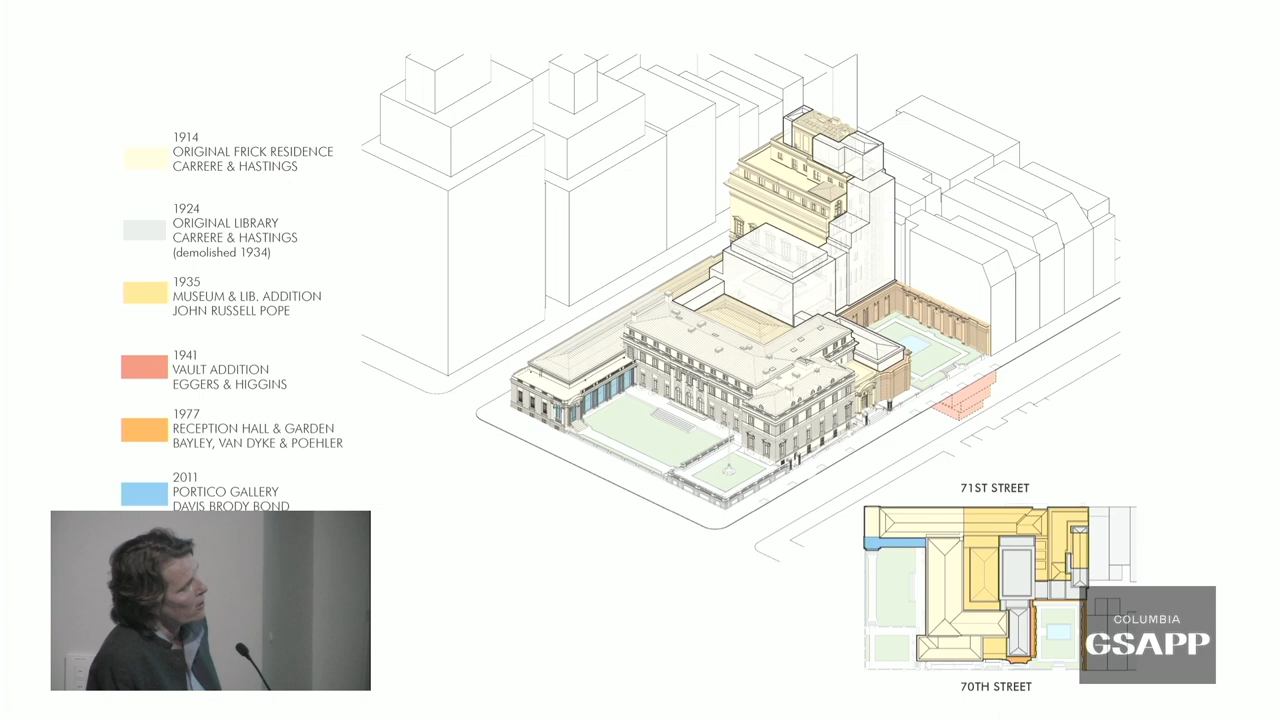 1914
ORIGINAL FRICK RESIDENCE
CARRERE & HASTINGS
1924
ORIGINAL LIBRARY
CARRERE & HASTINGS
(demolished 1934)
1935
MUSEUM & LIB. ADDITION
JOHN RUSSELL POPE
1941
VAULT ADDITION
EGGERS & HIGGINS
1977
RECEPTION HALL & GARDEN
BAYLEY, VAN DYKE & POEHLER
2011
PORTICO GALLERY
DAVIS BRODY BOND
71ST STREET
70TH STREET
COLUMBIA
GSAPP